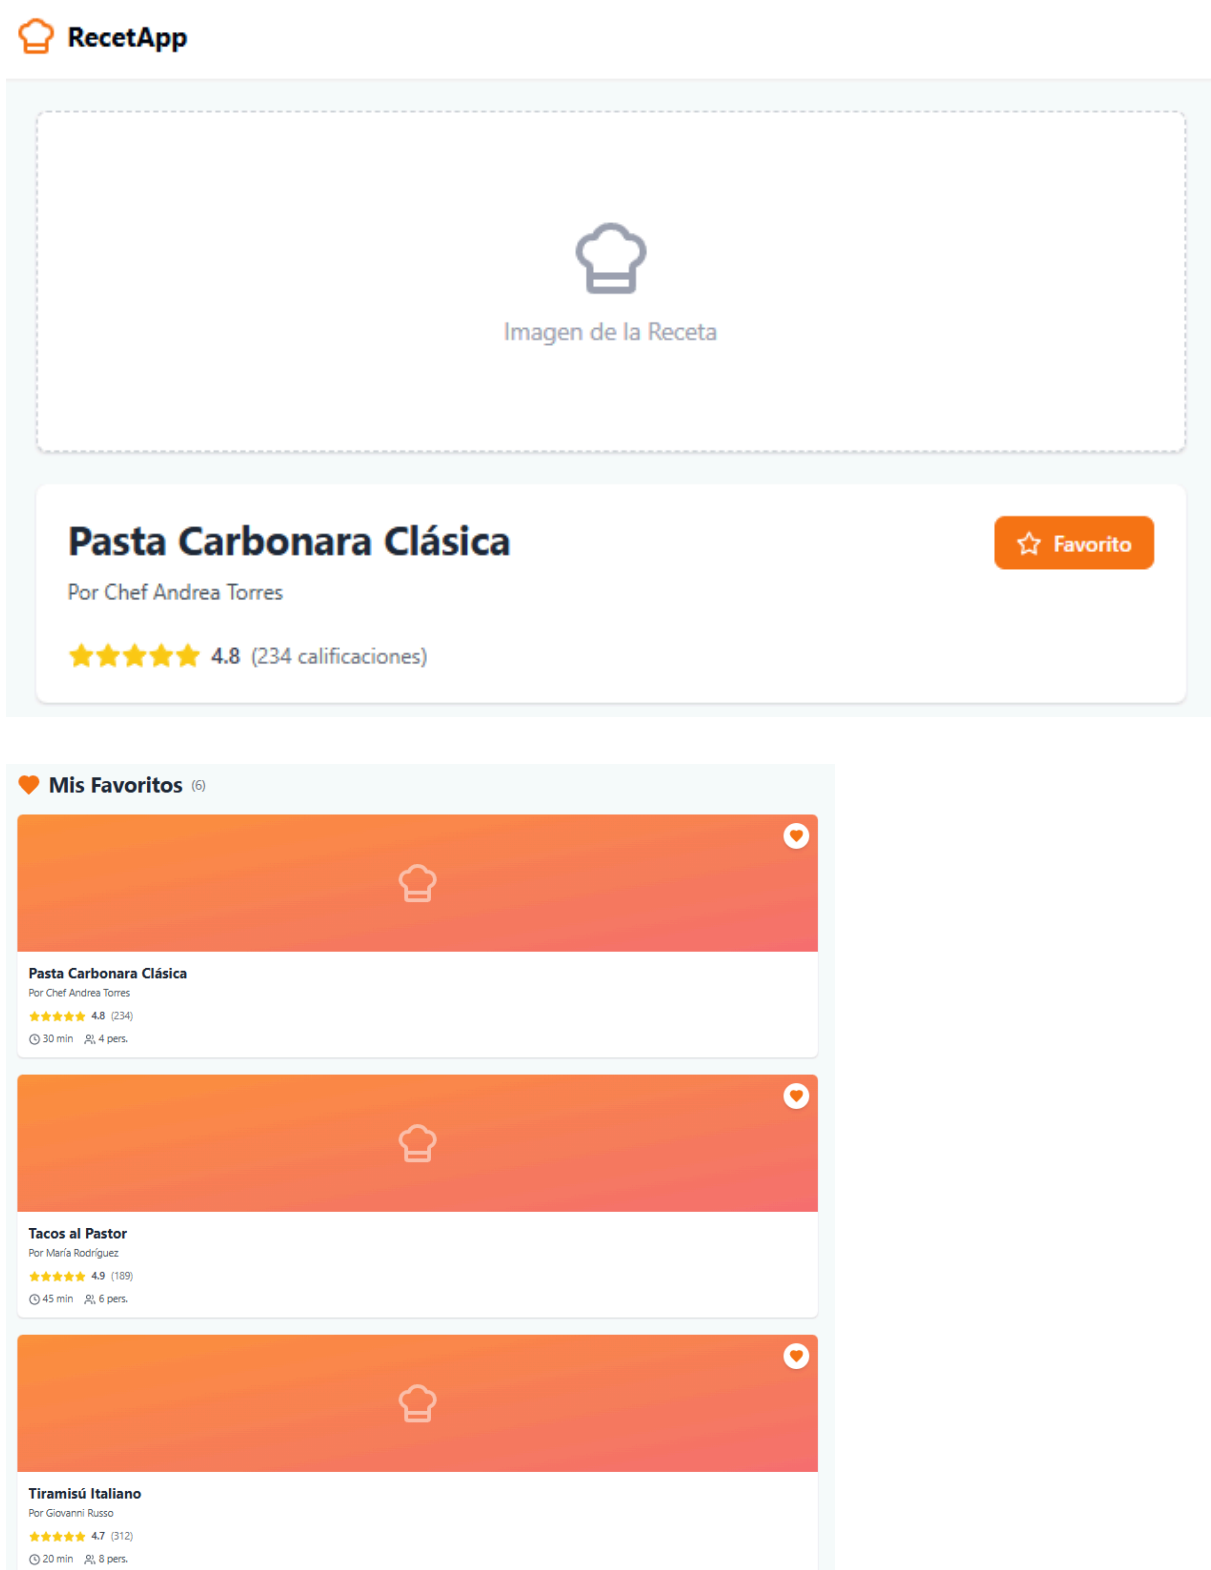 RecetApp
Imagen de la Receta
Pasta Carbonara Clásica
Favorito
Por Chef Andrea Torres
4.8 (234 calificaciones)
Mis Favoritos (6)
Pasta Carbonara Clásica
Por Chef Andrea Torres
4.8 (234)
30 min 4 pers.
Tacos al Pastor
Por María Rodríguez
4.9 (189)
45 min 6 pers.
Tiramisú Italiano
Por Giovanni Russo
4.7 (312)
20 min 8 pers.